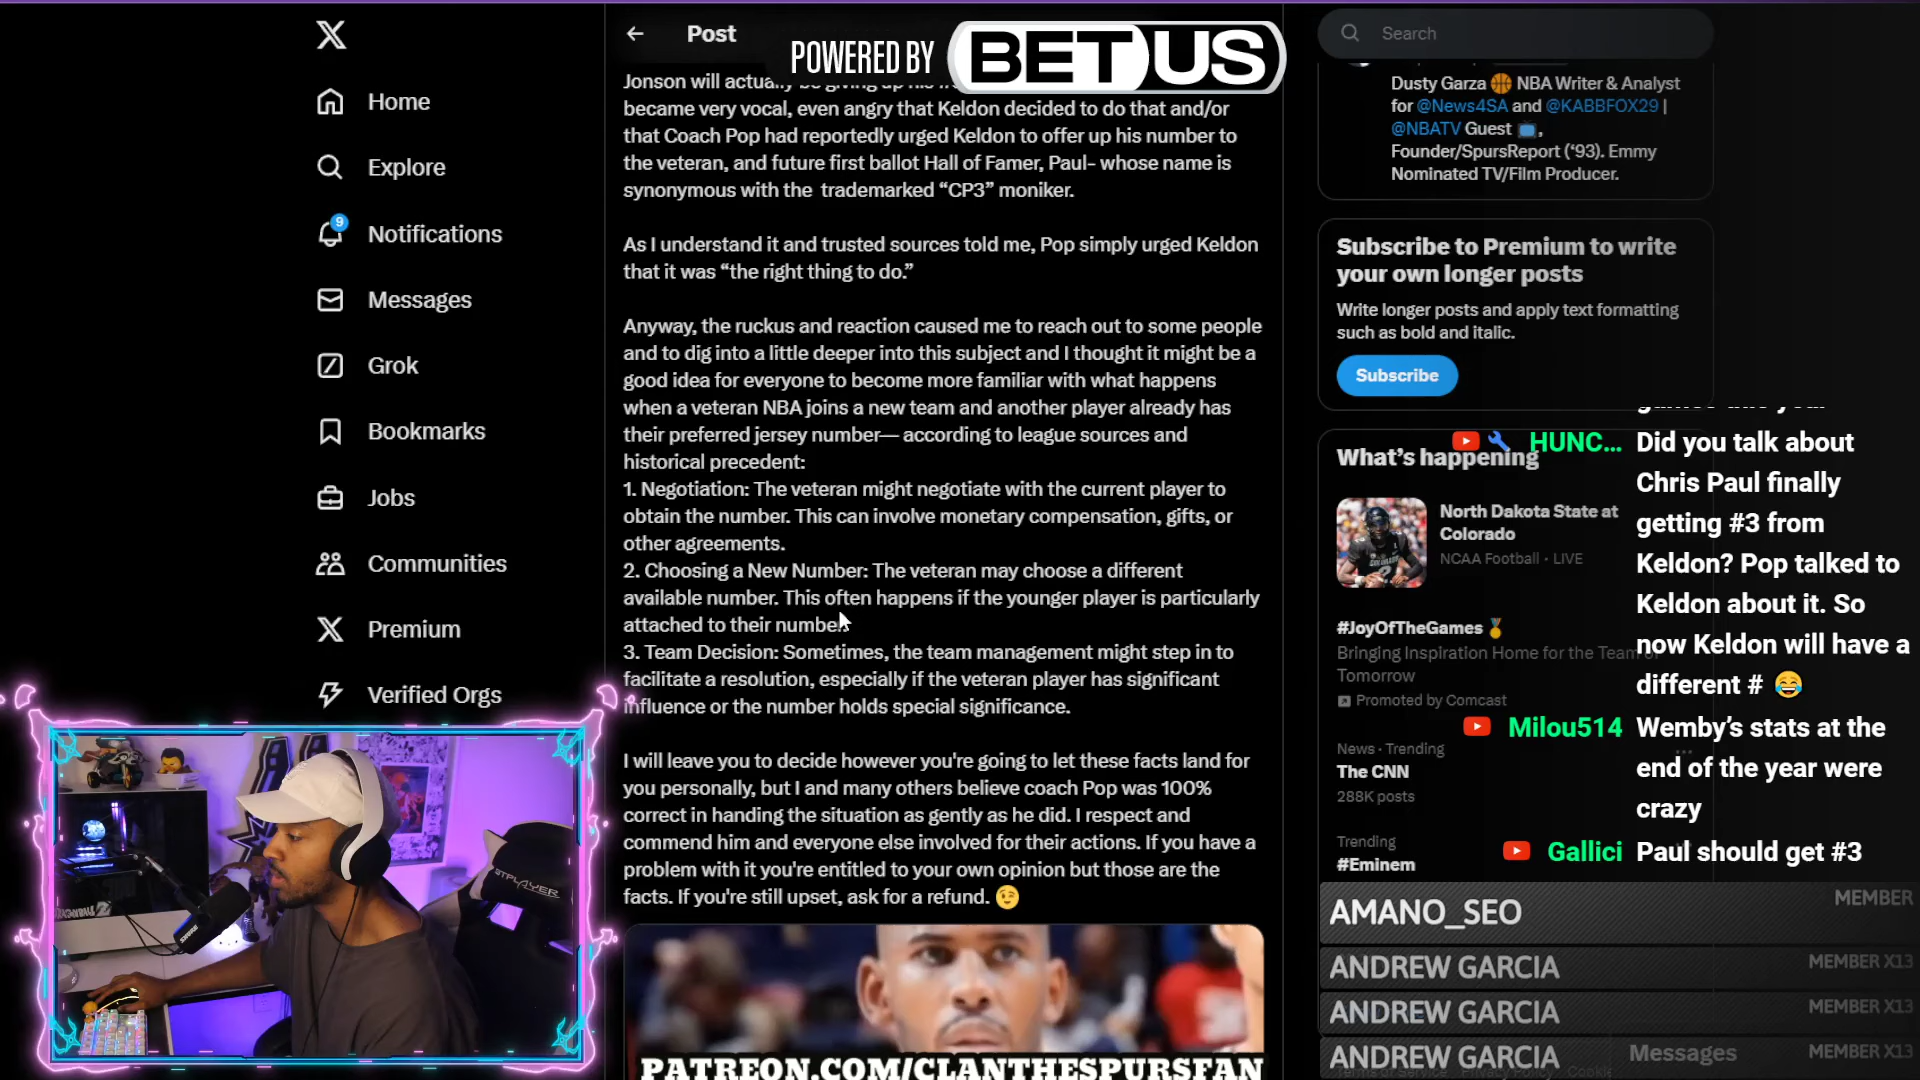 Home
Explore
9
Notifications
Messages
Grok
Bookmarks
Jobs
Communities
Premium
Verified Orgs
Post
POWERED BY BETUS
Jonson will actually be giving up his
became very vocal, even angry that Keldon decided to do that and/or
that Coach Pop had reportedly urged Keldon to offer up his number to
the veteran, and future first ballot Hall of Famer, Paul- whose name is
synonymous with the  trademarked “CP3” moniker.
As I understand it and trusted sources told me, Pop simply urged Keldon
that it was “the right thing to do.”
Anyway, the ruckus and reaction caused me to reach out to some people
and to dig into a little deeper into this subject and I thought it might be a
good idea for everyone to become more familiar with what happens
when a veteran NBA joins a new team and another player already has
their preferred jersey number— according to league sources and
historical precedent:
1. Negotiation: The veteran might negotiate with the current player to
obtain the number. This can involve monetary compensation, gifts, or
other agreements.
2. Choosing a New Number: The veteran may choose a different
available number. This often happens if the younger player is particularly
attached to their number.
3. Team Decision: Sometimes, the team management might step in to
facilitate a resolution, especially if the veteran player has significant
influence or the number holds special significance.
I will leave you to decide however you're going to let these facts land for
you personally, but I and many others believe coach Pop was 100%
correct in handing the situation as gently as he did. I respect and
commend him and everyone else involved for their actions. If you have a
problem with it you're entitled to your own opinion but those are the
facts. If you're still upset, ask for a refund. 😉
PATREON.COM/CLANTHESPURSFAN
Search
Dusty Garza 🏀 NBA Writer & Analyst
for @News4SA and @KABBFOX29 |
@NBATV Guest 📺,
Founder/SpursReport (‘93). Emmy
Nominated TV/Film Producer.
Subscribe to Premium to write
your own longer posts
Write longer posts and apply text formatting
such as bold and italic.
Subscribe
What’s happening
North Dakota State at
Colorado
NCAA Football · LIVE
#JoyOfTheGames 🏅
Bringing Inspiration Home for the Team of
Tomorrow
Promoted by Comcast
News · Trending
The CNN
288K posts
Trending
#Eminem
HUNC... Did you talk about
Chris Paul finally
getting #3 from
Keldon? Pop talked to
Keldon about it. So
now Keldon will have a
different # 😂
Milou514 Wemby’s stats at the
end of the year were
crazy
Gallici Paul should get #3
AMANO_SEO MEMBER
ANDREW GARCIA MEMBER X13
ANDREW GARCIA MEMBER X13
ANDREW GARCIA MEMBER X13
Messages